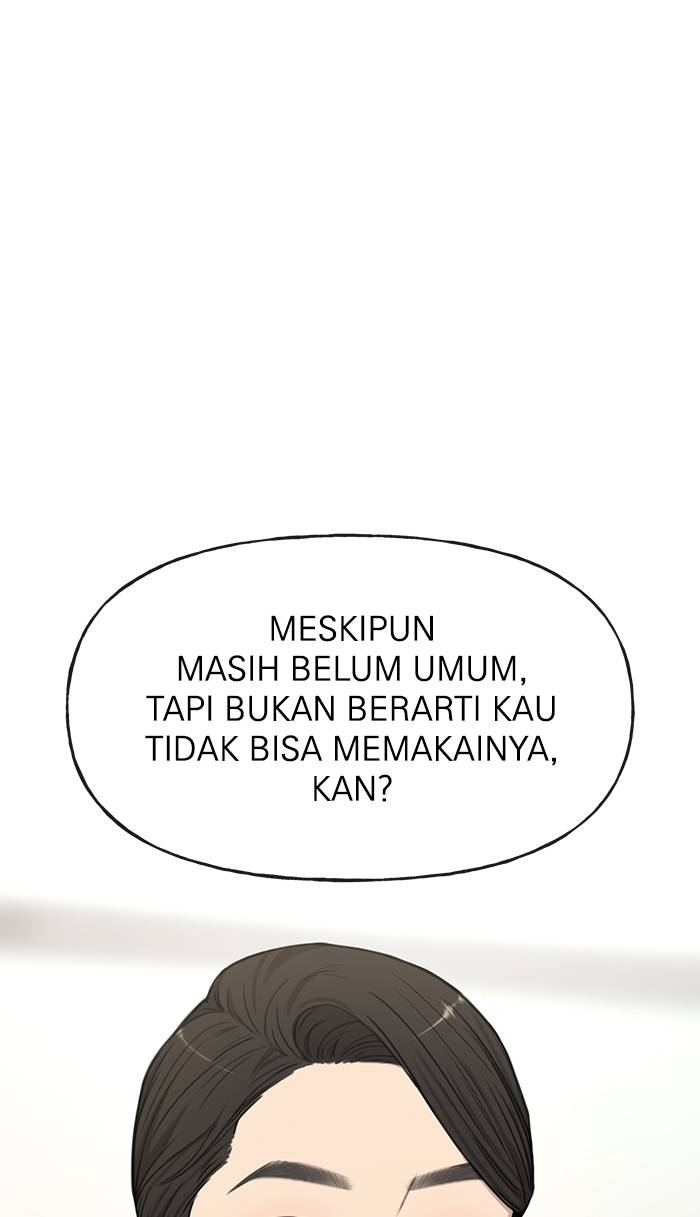 MESKIPUN
MASIH BELUM UMUM,
TAPI BUKAN BERARTI KAU
TIDAK BISA MEMAKAINYA,
KAN?